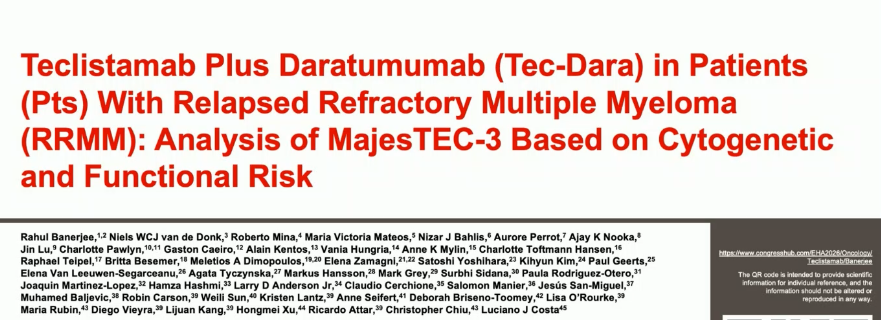 Teclistamab Plus Daratumumab (Tec-Dara) in Patients
(Pts) With Relapsed Refractory Multiple Myeloma
(RRMM): Analysis of MajesTEC-3 Based on Cytogenetic
and Functional Risk
Rahul Banerjee,1,2 Niels WCJ van de Donk,3 Roberto Mina,4 Maria Victoria Mateos,5 Nizar J Bahlis,6 Aurore Perrot,7 Ajay K Nooka,8
Jin Lu,9 Charlotte Pawlyn,10,11 Gaston Caeiro,12 Alain Kentos,13 Vania Hungria,14 Anne K Mylin,15 Charlotte Toftmann Hansen,16
Raphael Teipel,17 Britta Besemer,18 Meletios A Dimopoulos,19,20 Elena Zamagni,21,22 Satoshi Yoshihara,23 Kihyun Kim,24 Paul Geerts,25
Elena Van Leeuwen-Segarceanu,26 Agata Tyczynska,27 Markus Hansson,28 Mark Grey,29 Surbhi Sidana,30 Paula Rodriguez-Otero,31
Joaquin Martinez-Lopez,32 Hamza Hashmi,33 Larry D Anderson Jr,34 Claudio Cerchione,35 Salomon Manier,36 Jesús San-Miguel,37
Muhamed Baljevic,38 Robin Carson,39 Weili Sun,40 Kristen Lantz,39 Anne Seifert,41 Deborah Briseno-Toomey,42 Lisa O'Rourke,39
Maria Rubin,43 Diego Vieyra,39 Lijuan Kang,39 Hongmei Xu,44 Ricardo Attar,39 Christopher Chiu,43 Luciano J Costa45
https://www.congresshub.com/EHA2026/Oncology/
Teclistamab/Banerjee
The QR code is intended to provide scientific
information for individual reference, and the
information should not be altered or
reproduced in any way.